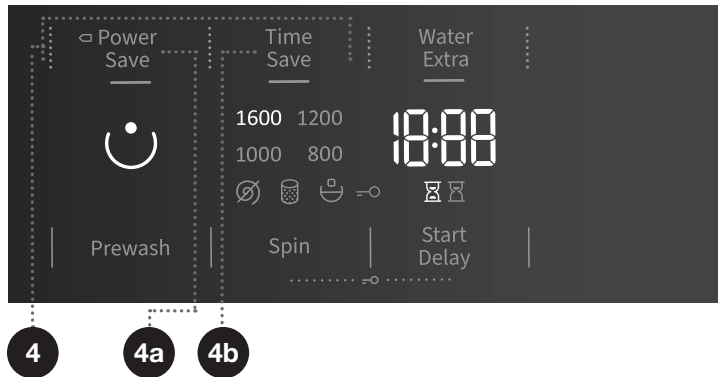 Power Save
Time Save
Water Extra
1600 1200
1000 800
18:88
Prewash
Spin
Start Delay
4
4a
4b